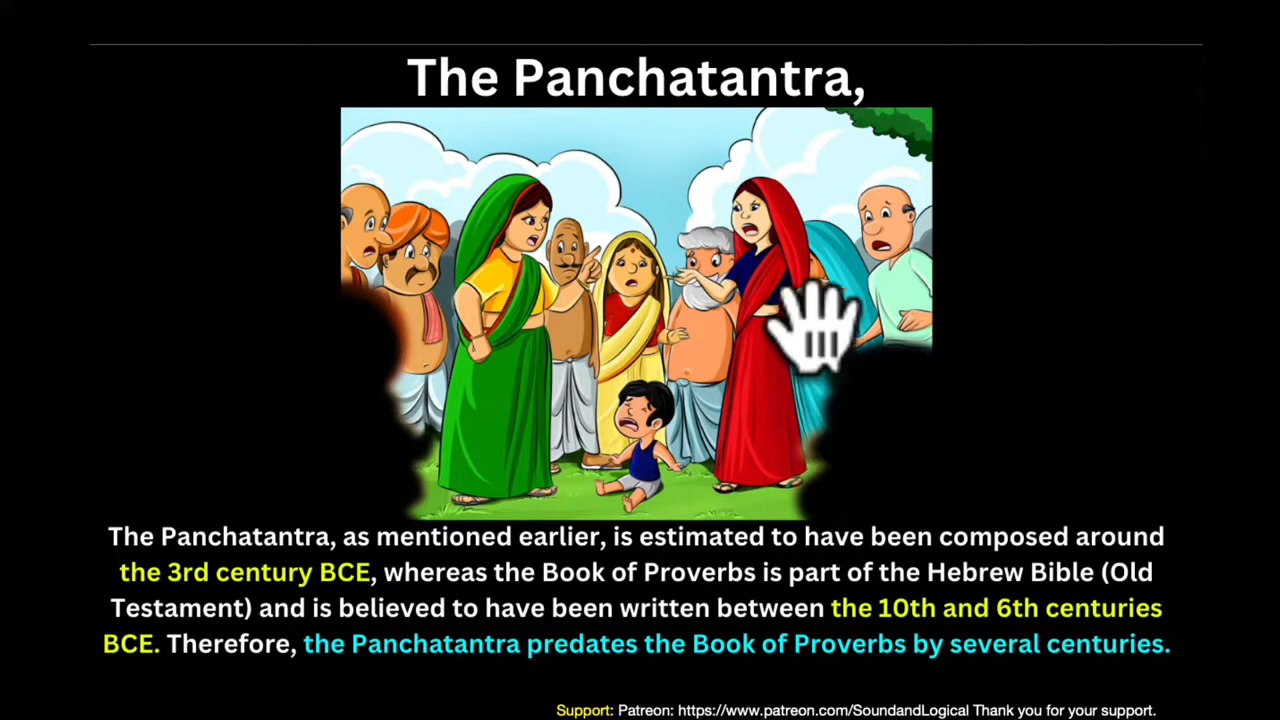 The Panchatantra,
The Panchatantra, as mentioned earlier, is estimated to have been composed around
the 3rd century BCE, whereas the Book of Proverbs is part of the Hebrew Bible (Old
Testament) and is believed to have been written between the 10th and 6th centuries
BCE. Therefore, the Panchatantra predates the Book of Proverbs by several centuries.
Support: Patreon: https://www.patreon.com/SoundandLogical Thank you for your support.